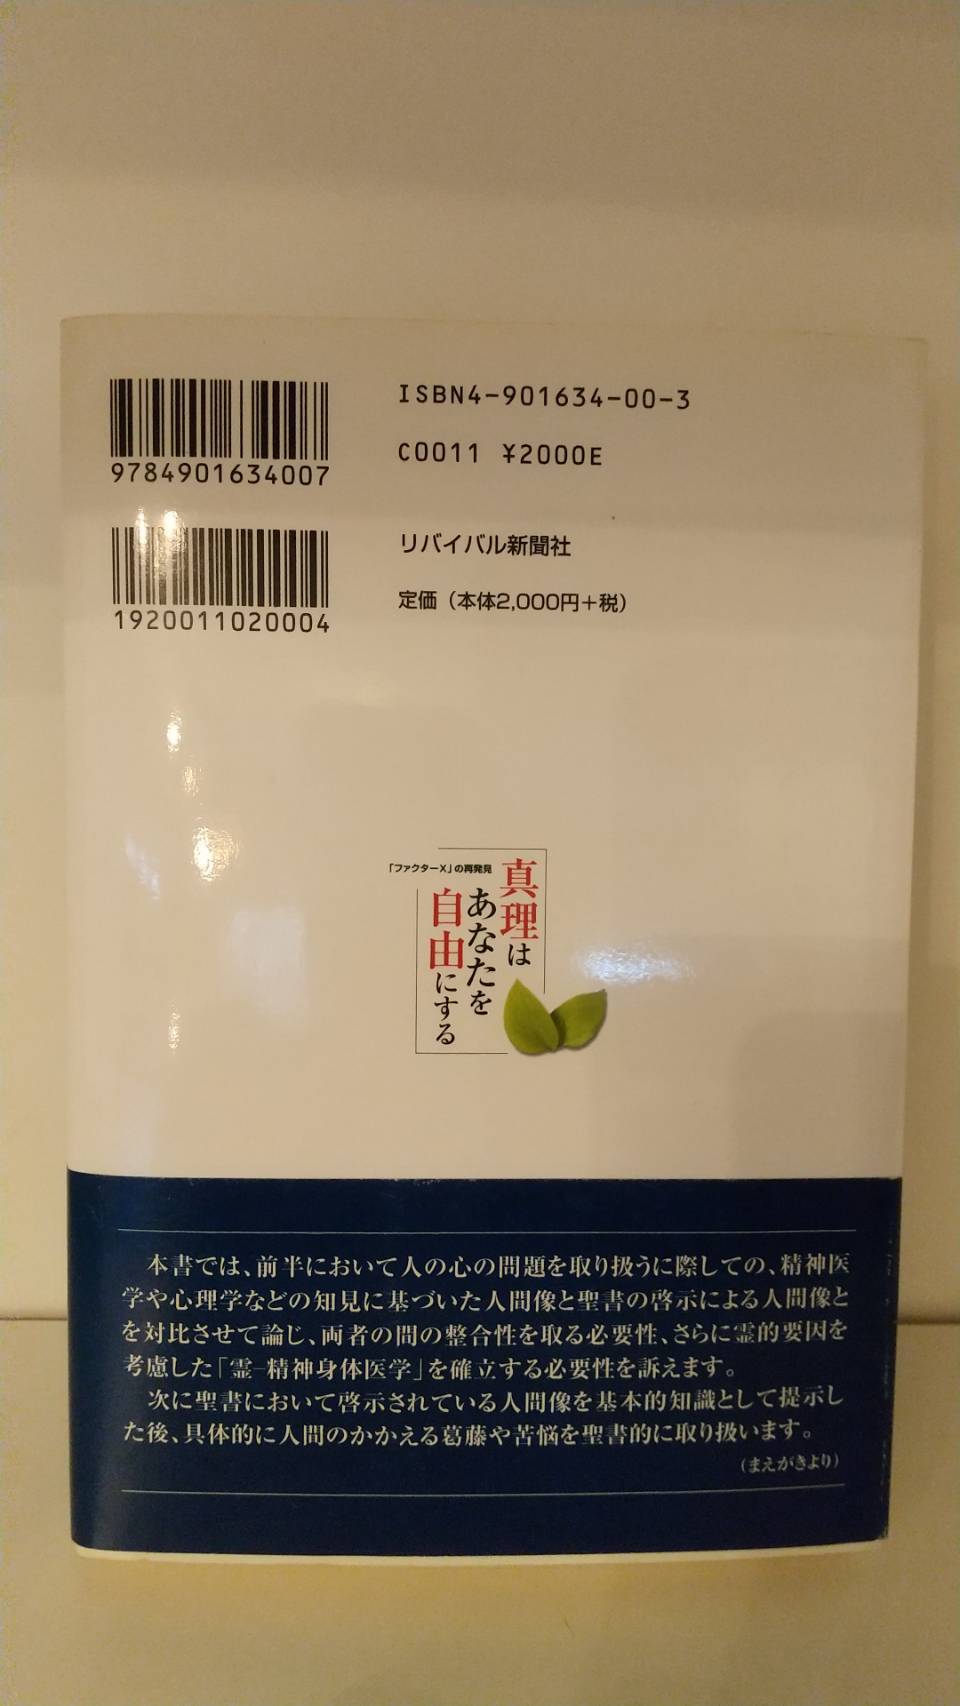 9784901634007
ISBN4-901634-00-3
C0011 ¥2000E
1920011020004
リバイバル新聞社
定価（本体2,000円＋税）
真理は
あなたを
自由にする
「ファクターX」の再発見
本書では、前半において人の心の問題を取り扱うに際しての、精神医
学や心理学などの知見に基づいた人間像と聖書の啓示による人間像と
を対比させて論じ、両者の間の整合性を取る必要性、さらに霊的要因を
考慮した「霊－精神身体医学」を確立する必要性を訴えます。
次に聖書において啓示されている人間像を基本的知識として提示し
た後、具体的に人間のかかえる葛藤や苦悩を聖書的に取り扱います。
（まえがきより）